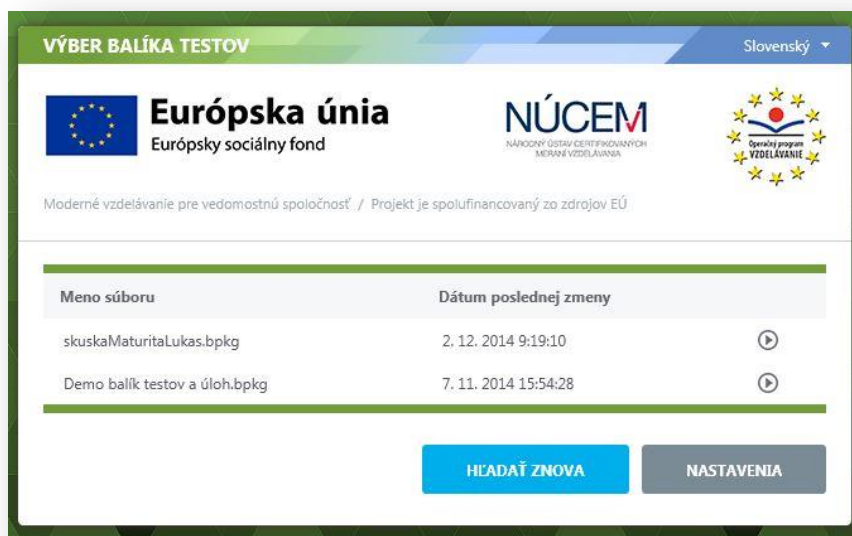 VÝBER BALÍKA TESTOV
Slovenský
Európska únia
Európsky sociálny fond
NÚCEM
NÁRODNÝ ÚSTAV CERTIFIKOVANÝCH
MERANÍ VZDELÁVANIA
Operačný program
VZDELÁVANIE
Moderné vzdelávanie pre vedomostnú spoločnosť / Projekt je spolufinancovaný zo zdrojov EÚ
Meno súboru Dátum poslednej zmeny
skuskaMaturitaLukas.bpkg 2. 12. 2014 9:19:10
Demo balík testov a úloh.bpkg 7. 11. 2014 15:54:28
HĽADAŤ ZNOVA NASTAVENIA